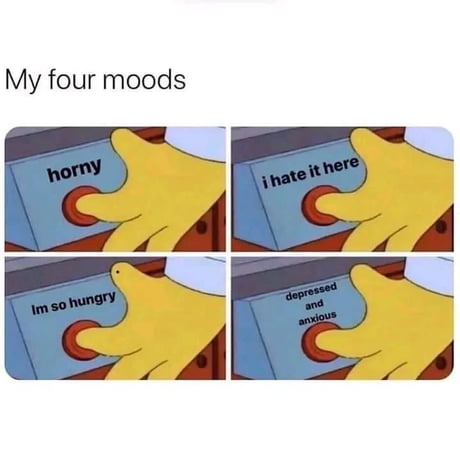 My four moods
horny
i hate it here
Im so hungry
depressed
and
anxious